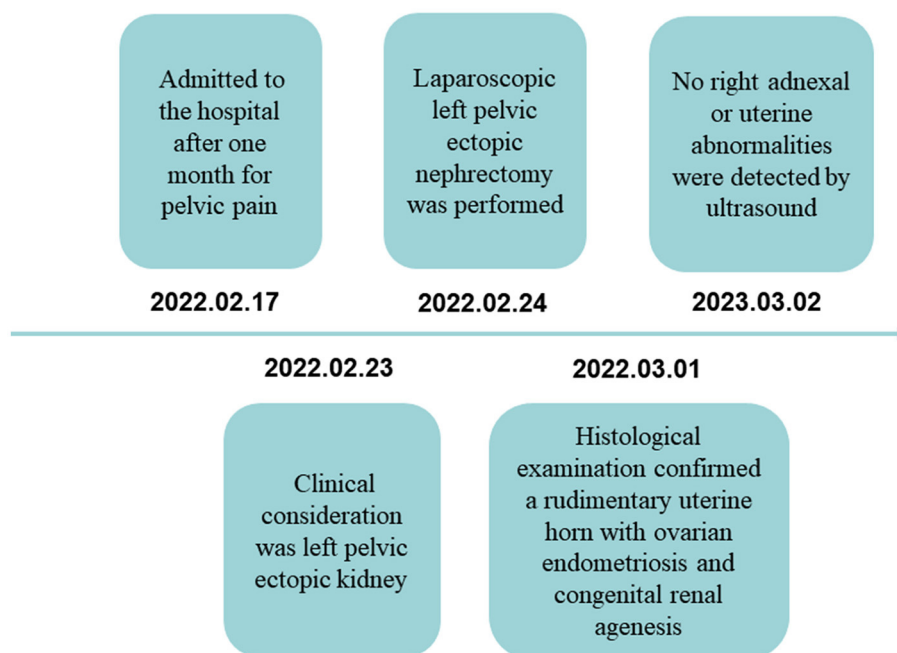 Admitted to
the hospital
after one
month for
pelvic pain
2022.02.17
Laparoscopic
left pelvic
ectopic
nephrectomy
was performed
2022.02.24
No right adnexal
or uterine
abnormalities
were detected by
ultrasound
2023.03.02
2022.02.23
Clinical
consideration
was left pelvic
ectopic kidney
2022.03.01
Histological
examination confirmed
a rudimentary uterine
horn with ovarian
endometriosis and
congenital renal
agenesis